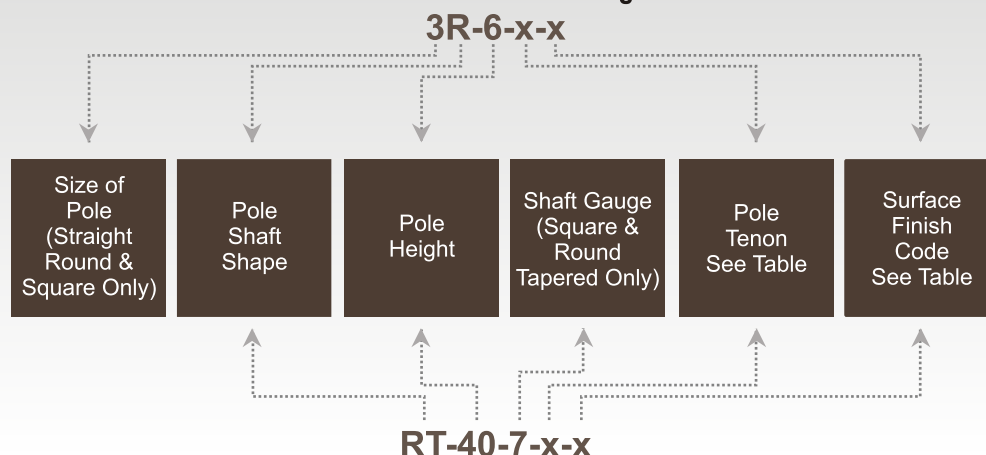 3R-6-x-x
Size of
Pole
(Straight
Round &
Square Only)
Pole
Shaft
Shape
Pole
Height
Shaft Gauge
(Square &
Round
Tapered Only)
Pole
Tenon
See Table
Surface
Finish
Code
See Table
RT-40-7-x-x